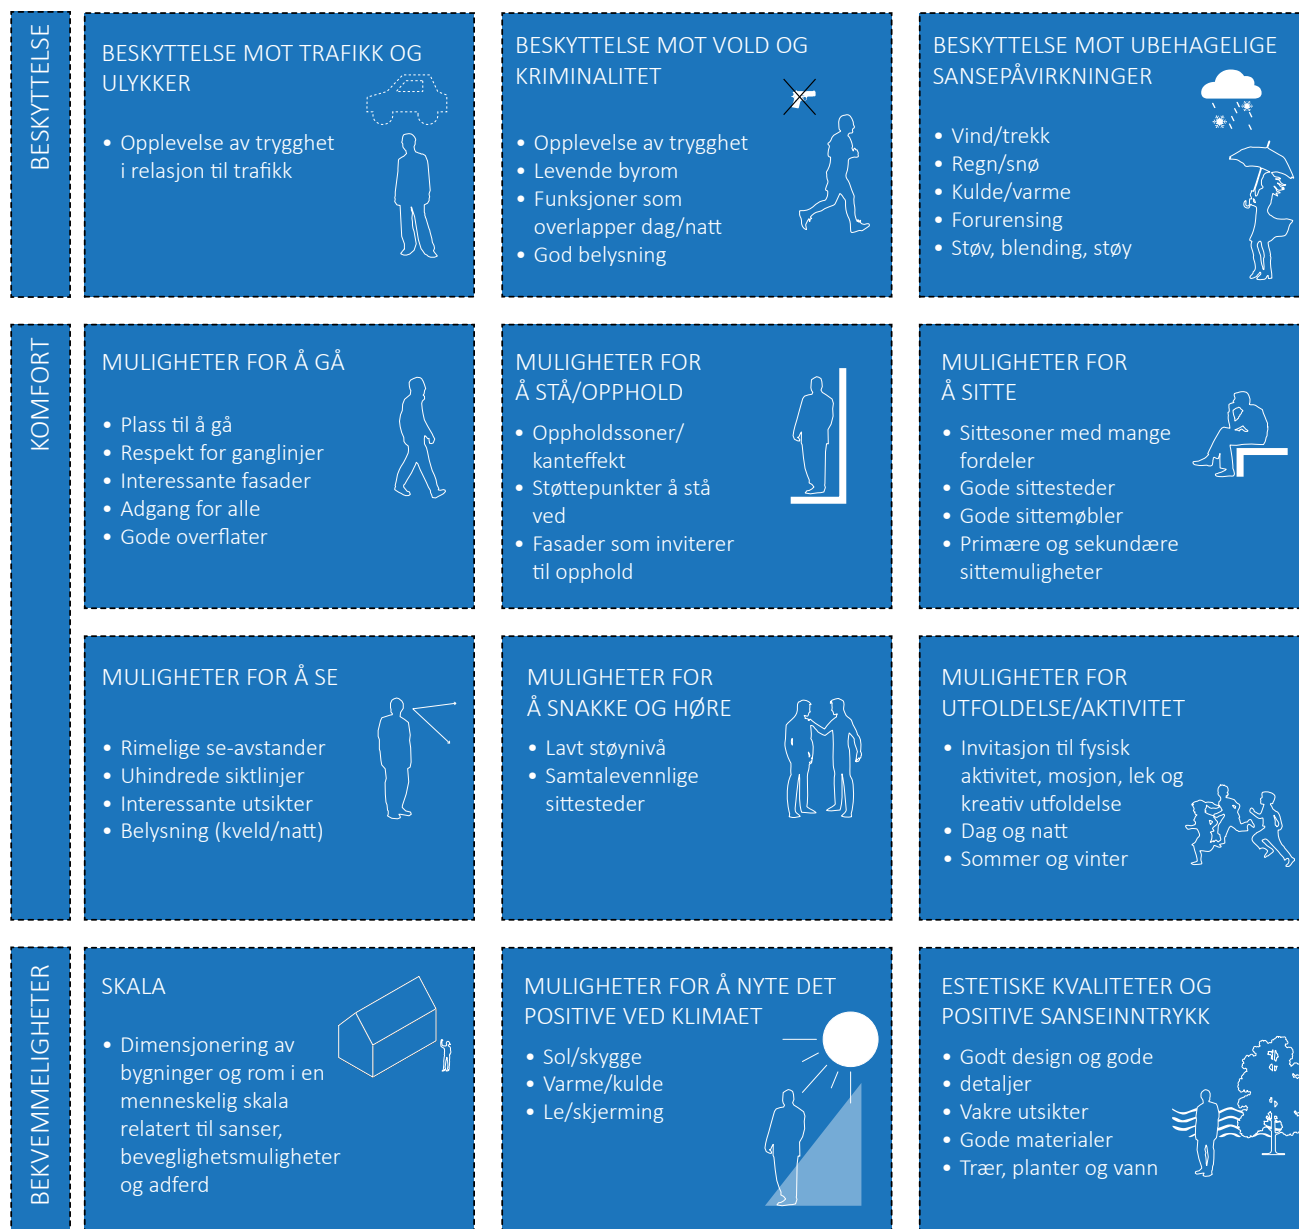 BESKYTTELSE
BESKYTTELSE MOT TRAFIKK OG
ULYKKER
• Opplevelse av trygghet
i relasjon til trafikk
BESKYTTELSE MOT VOLD OG
KRIMINALITET
• Opplevelse av trygghet
• Levende byrom
• Funksjoner som
overlapper dag/natt
• God belysning
BESKYTTELSE MOT UBEHAGELIGE
SANSEPÅVIRKNINGER
• Vind/trekk
• Regn/snø
• Kulde/varme
• Forurensing
• Støv, blending, støy
KOMFORT
MULIGHETER FOR Å GÅ
• Plass til å gå
• Respekt for ganglinjer
• Interessante fasader
• Adgang for alle
• Gode overflater
MULIGHETER FOR
Å STÅ/OPPHOLD
• Oppholdssoner/
kanteffekt
• Støttepunkter å stå
ved
• Fasader som inviterer
til opphold
MULIGHETER FOR
Å SITTE
• Sittesoner med mange
fordeler
• Gode sittesteder
• Gode sittemøbler
• Primære og sekundære
sittemuligheter
MULIGHETER FOR Å SE
• Rimelige se-avstander
• Uhindrede siktlinjer
• Interessante utsikter
• Belysning (kveld/natt)
MULIGHETER FOR
Å SNAKKE OG HØRE
• Lavt støynivå
• Samtalevennlige
sittesteder
MULIGHETER FOR
UTFOLDELSE/AKTIVITET
• Invitasjon til fysisk
aktivitet, mosjon, lek og
kreativ utfoldelse
• Dag og natt
• Sommer og vinter
BEKVEMMELIGHETER
SKALA
• Dimensjonering av
bygninger og rom i en
menneskelig skala
relatert til sanser,
beveglighetsmuligheter
og adferd
MULIGHETER FOR Å NYTE DET
POSITIVE VED KLIMAET
• Sol/skygge
• Varme/kulde
• Le/skjerming
ESTETISKE KVALITETER OG
POSITIVE SANSEINNTRYKK
• Godt design og gode
• detaljer
• Vakre utsikter
• Gode materialer
• Trær, planter og vann